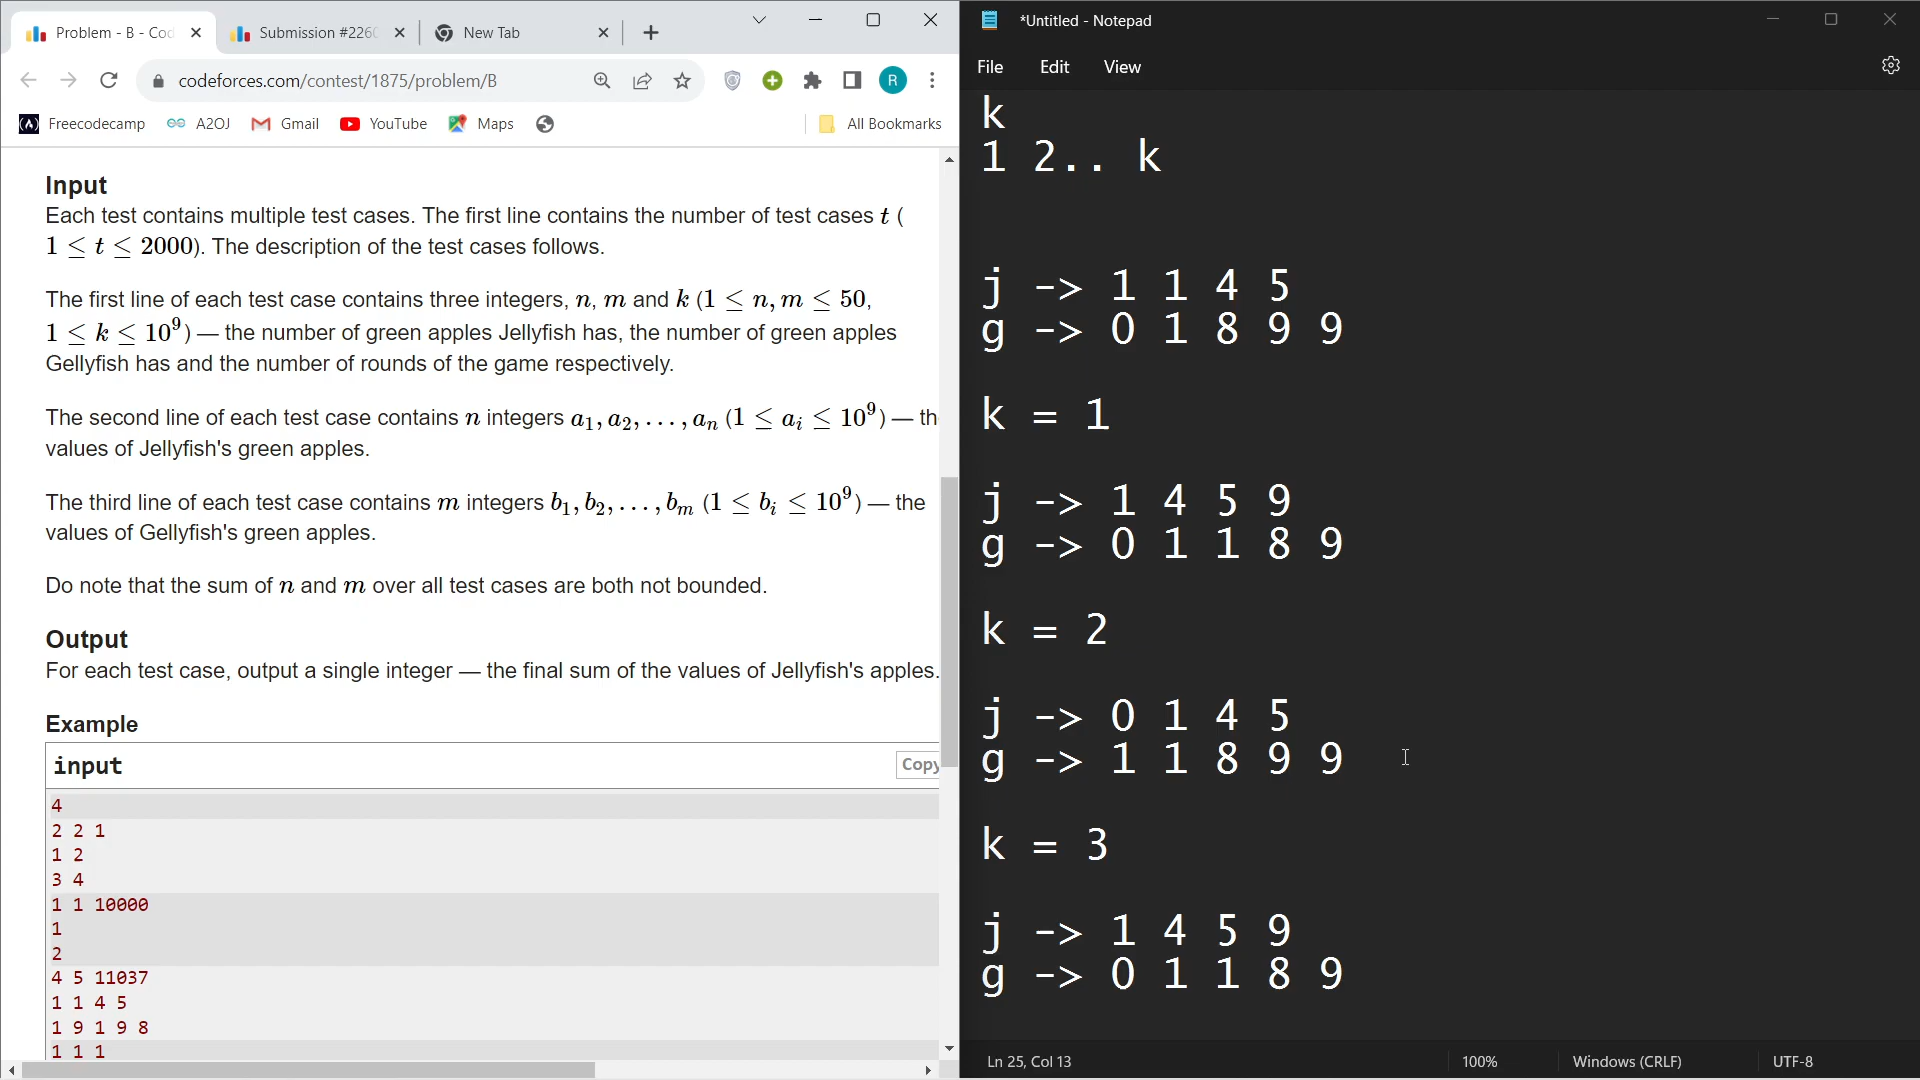 Problem - B - Cod
Submission #2260
New Tab
codeforces.com/contest/1875/problem/B
R
Freecodecamp
A2OJ
Gmail
YouTube
Maps
All Bookmarks
Input
Each test contains multiple test cases. The first line contains the number of test cases t (
1 ≤ t ≤ 2000). The description of the test cases follows.
The first line of each test case contains three integers, n, m and k (1 ≤ n, m ≤ 50,
1 ≤ k ≤ 10⁹) — the number of green apples Jellyfish has, the number of green apples
Gellyfish has and the number of rounds of the game respectively.
The second line of each test case contains n integers a₁, a₂, . . . , aₙ (1 ≤ aᵢ ≤ 10⁹) — th
values of Jellyfish's green apples.
The third line of each test case contains m integers b₁, b₂, . . . , bₘ (1 ≤ bᵢ ≤ 10⁹) — the
values of Gellyfish's green apples.
Do note that the sum of n and m over all test cases are both not bounded.
Output
For each test case, output a single integer — the final sum of the values of Jellyfish's apples.
Example
input
Copy
4
2 2 1
1 2
3 4
1 1 10000
1
2
4 5 11037
1 1 4 5
1 9 1 9 8
1 1 1
*Untitled - Notepad
File Edit View
k
1 2.. k
j -> 1 1 4 5
g -> 0 1 8 9 9
k = 1
j -> 1 4 5 9
g -> 0 1 1 8 9
k = 2
j -> 0 1 4 5
g -> 1 1 8 9 9
k = 3
j -> 1 4 5 9
g -> 0 1 1 8 9
Ln 25, Col 13
100%
Windows (CRLF)
UTF-8